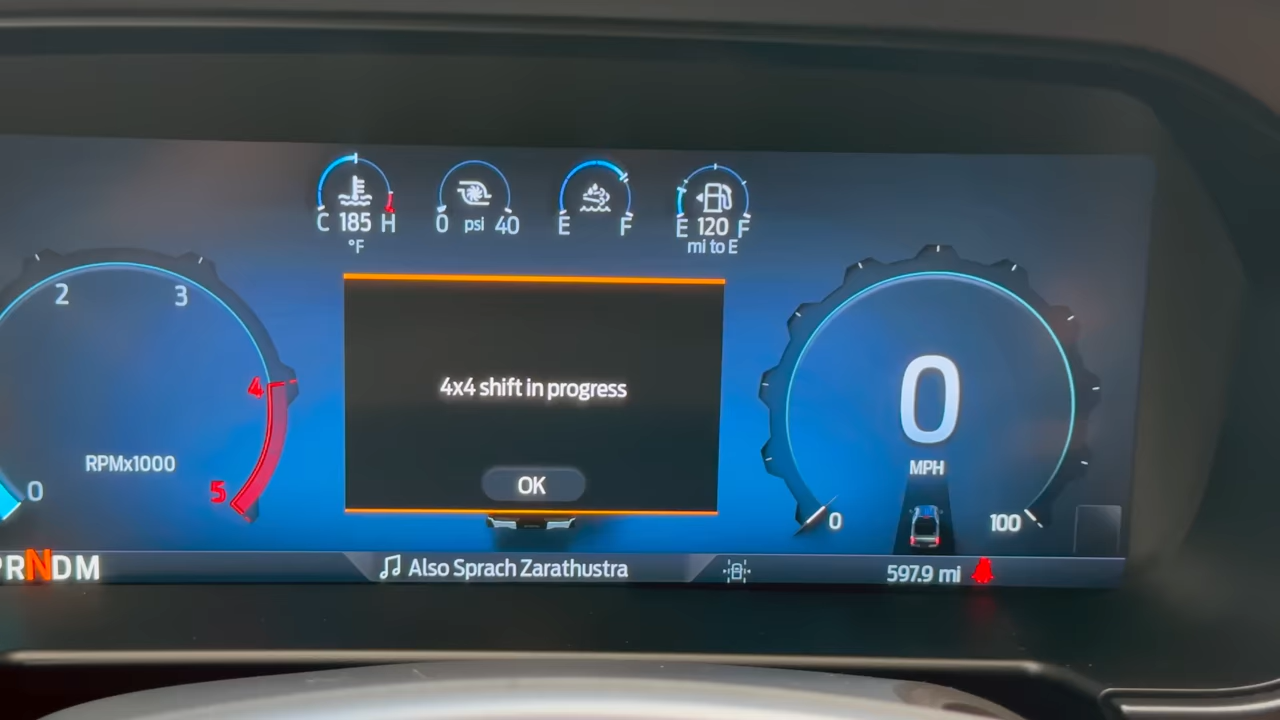 C 185 H
°F
0 psi 40
E F
E 120 F
mi to E
2
3
4
5
0
RPMx1000
4x4 shift in progress
OK
0
MPH
0
100
PRNDM
Also Sprach Zarathustra
597.9 mi